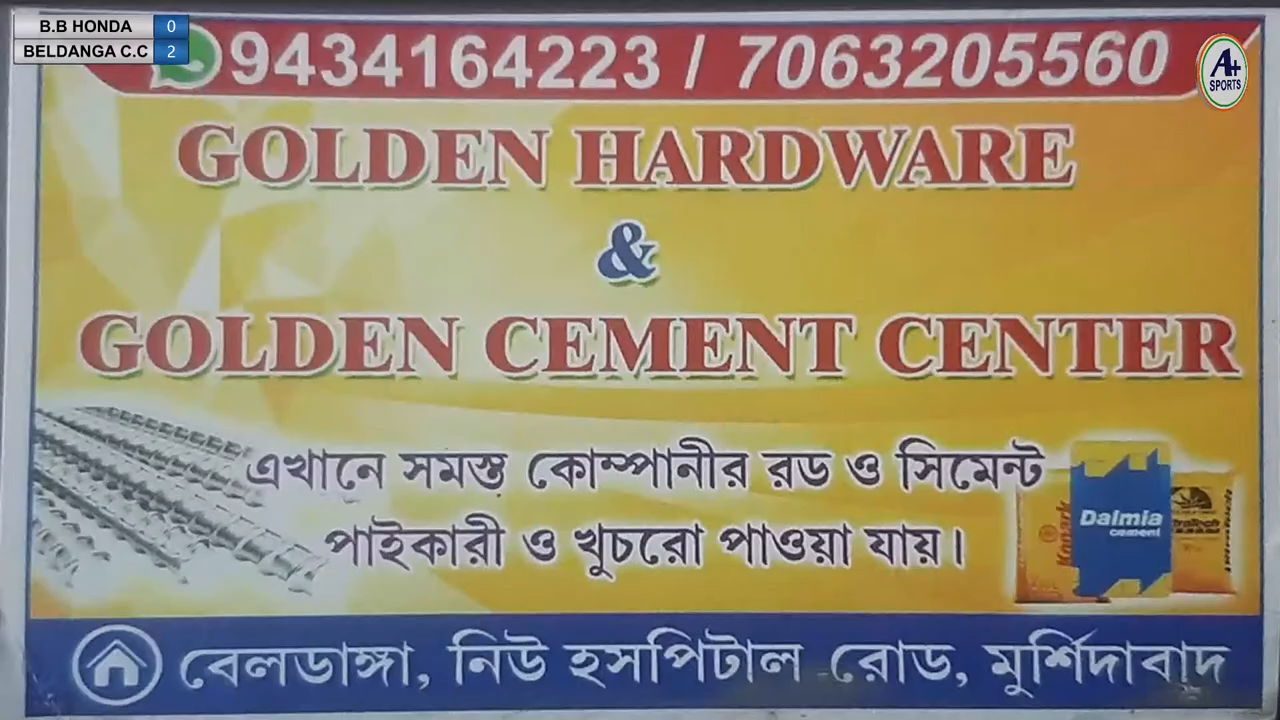 B.B HONDA 0
BELDANGA C.C 2
9434164223 / 7063205560
A+
SPORTS
GOLDEN HARDWARE
&
GOLDEN CEMENT CENTER
এখানে সমস্ত কোম্পানীর রড ও সিমেন্ট
পাইকারী ও খুচরো পাওয়া যায়।
Konark
Dalmia
cement
বেলডাঙ্গা, নিউ হসপিটাল রোড, মুর্শিদাবাদ